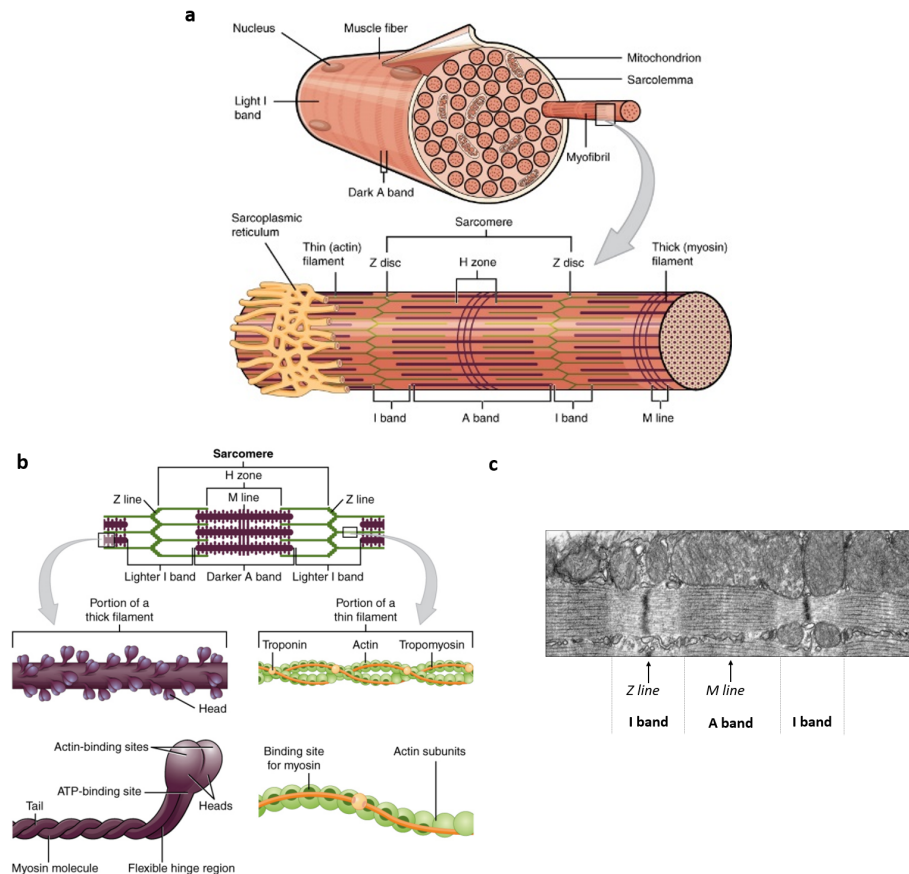 a
Nucleus
Muscle fiber
Mitochondrion
Sarcolemma
Light I
band
Myofibril
Dark A band
Sarcoplasmic
reticulum
Thin (actin)
filament
Z disc
Sarcomere
H zone
Z disc
Thick (myosin)
filament
I band
A band
I band
M line
b
Sarcomere
H zone
Z line
M line
Z line
Lighter I band
Darker A band
Lighter I band
Portion of a
thick filament
Portion of a
thin filament
Troponin
Actin
Tropomyosin
Head
Actin-binding sites
ATP-binding site
Heads
Tail
Myosin molecule
Flexible hinge region
Binding site
for myosin
Actin subunits
c
Z line
M line
I band
A band
I band